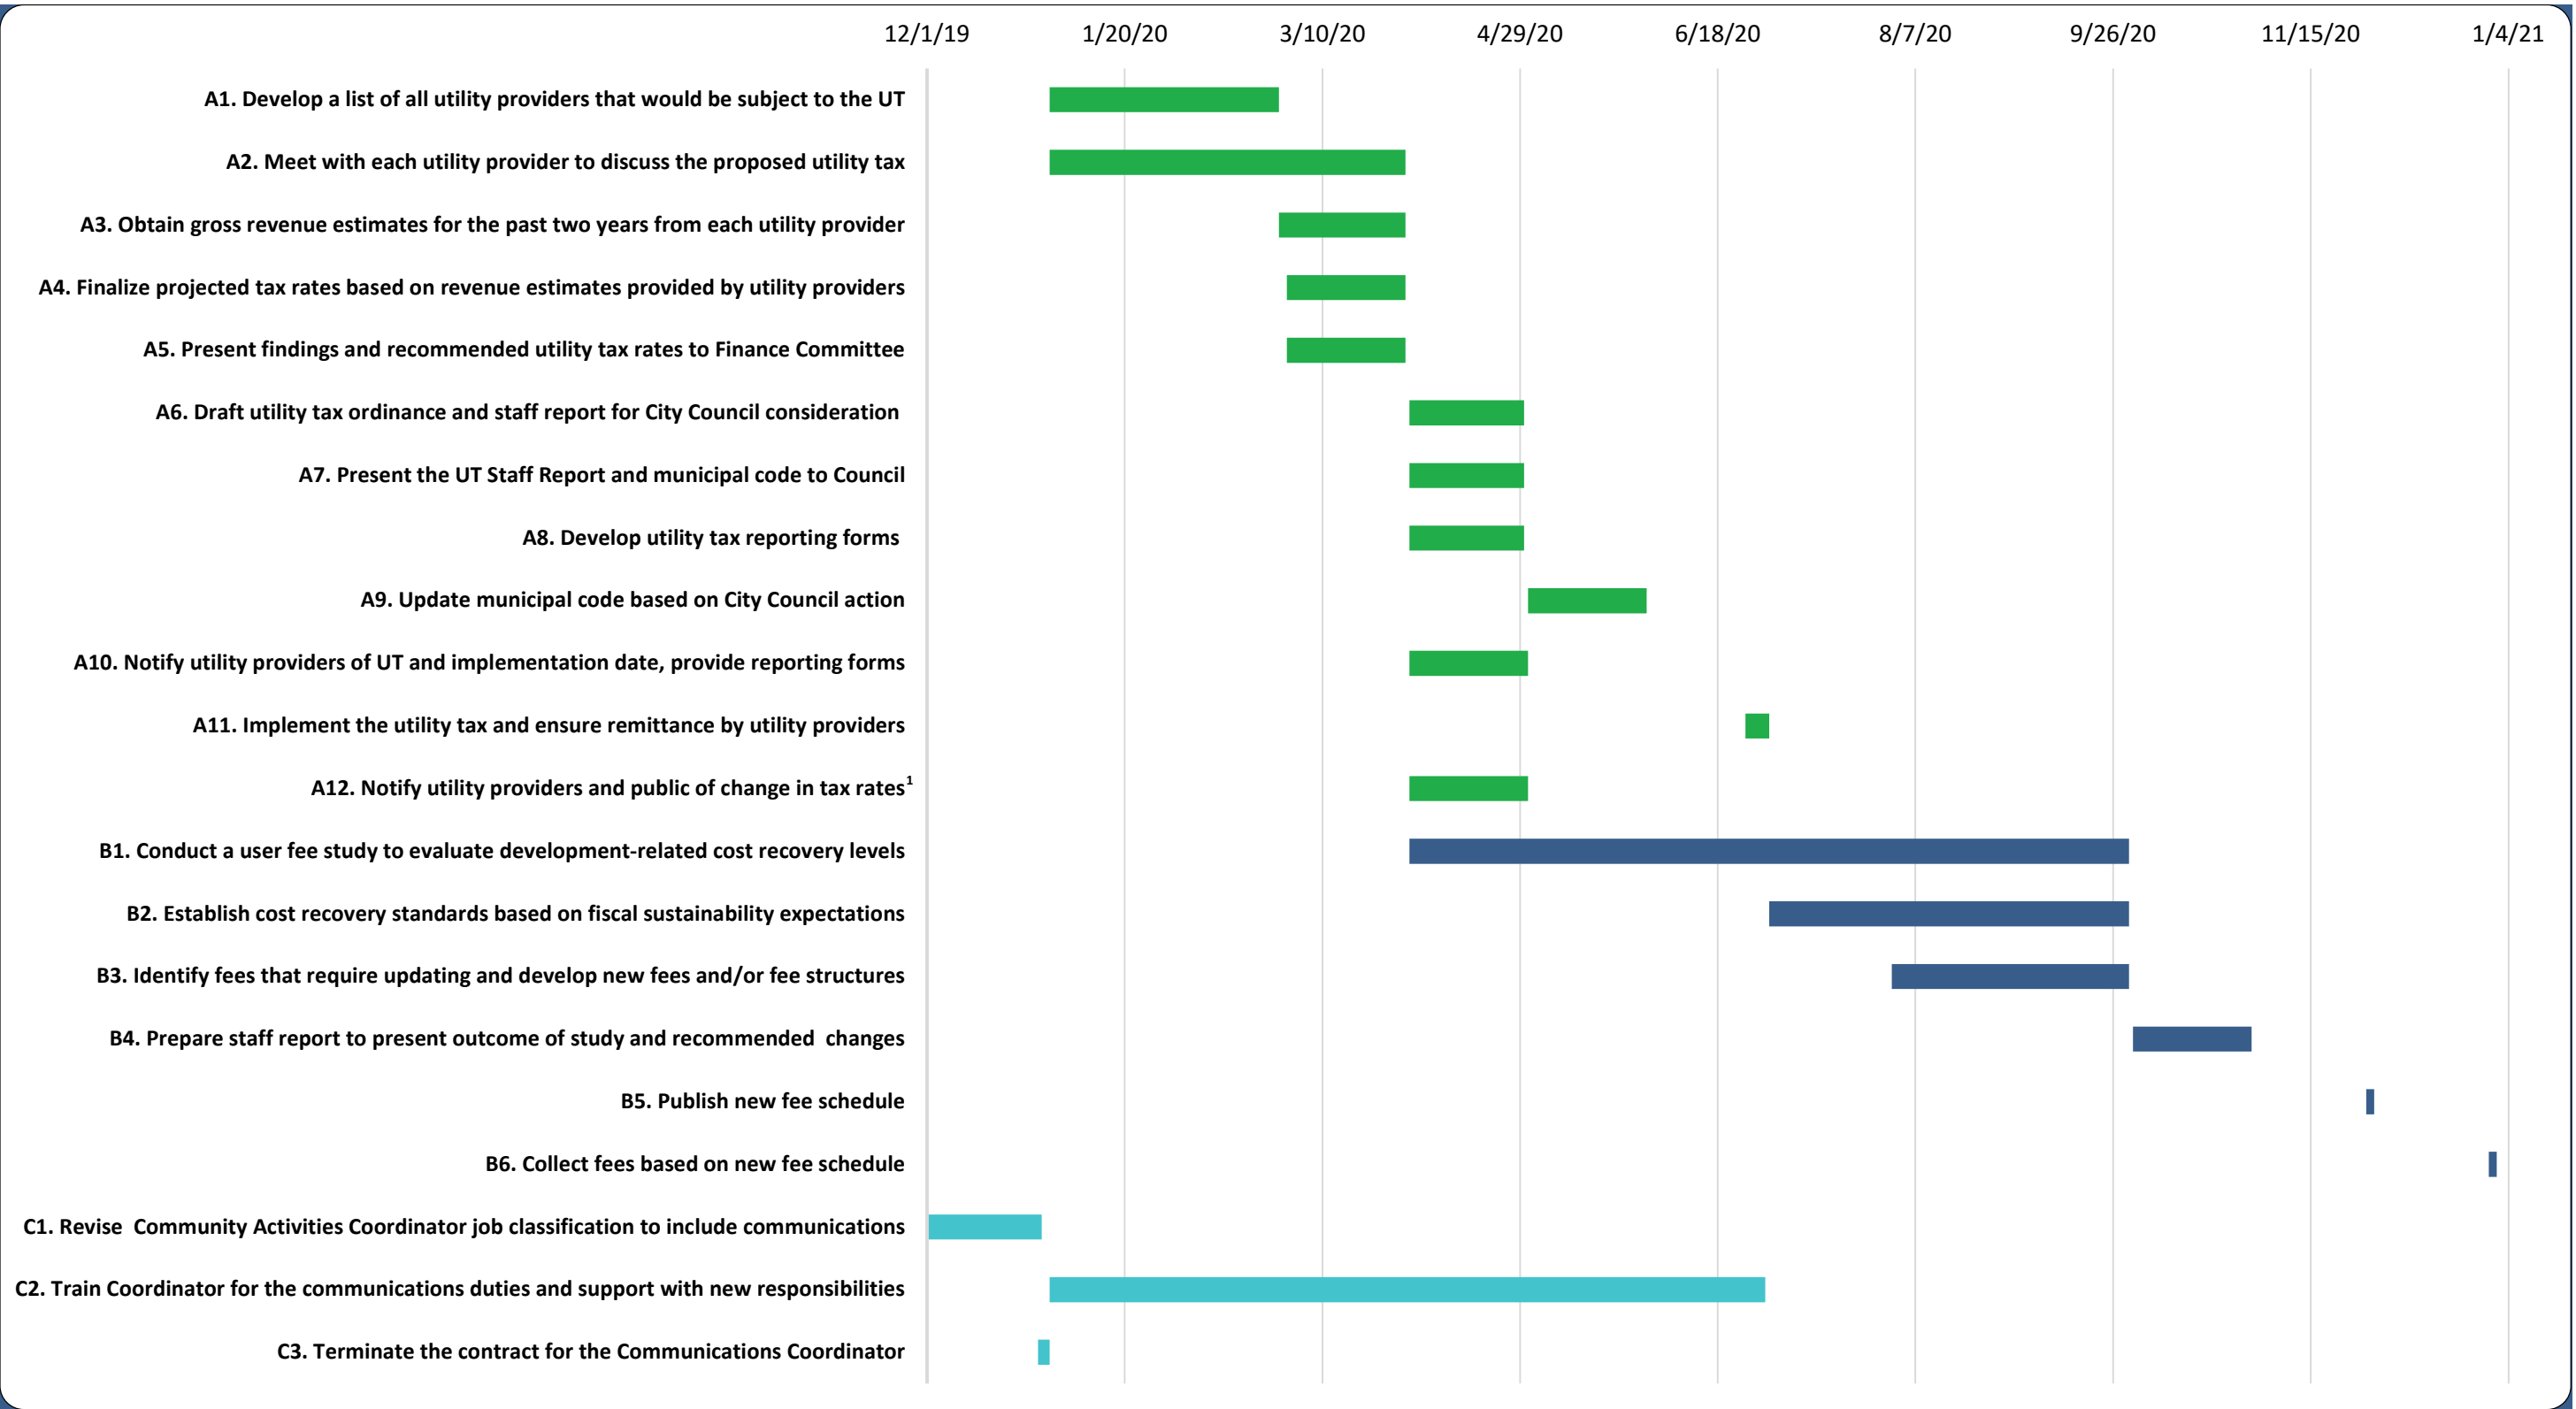 12/1/19 1/20/20 3/10/20 4/29/20 6/18/20 8/7/20 9/26/20 11/15/20 1/4/21
A1. Develop a list of all utility providers that would be subject to the UT
A2. Meet with each utility provider to discuss the proposed utility tax
A3. Obtain gross revenue estimates for the past two years from each utility provider
A4. Finalize projected tax rates based on revenue estimates provided by utility providers
A5. Present findings and recommended utility tax rates to Finance Committee
A6. Draft utility tax ordinance and staff report for City Council consideration
A7. Present the UT Staff Report and municipal code to Council
A8. Develop utility tax reporting forms
A9. Update municipal code based on City Council action
A10. Notify utility providers of UT and implementation date, provide reporting forms
A11. Implement the utility tax and ensure remittance by utility providers
A12. Notify utility providers and public of change in tax rates¹
B1. Conduct a user fee study to evaluate development-related cost recovery levels
B2. Establish cost recovery standards based on fiscal sustainability expectations
B3. Identify fees that require updating and develop new fees and/or fee structures
B4. Prepare staff report to present outcome of study and recommended  changes
B5. Publish new fee schedule
B6. Collect fees based on new fee schedule
C1. Revise  Community Activities Coordinator job classification to include communications
C2. Train Coordinator for the communications duties and support with new responsibilities
C3. Terminate the contract for the Communications Coordinator